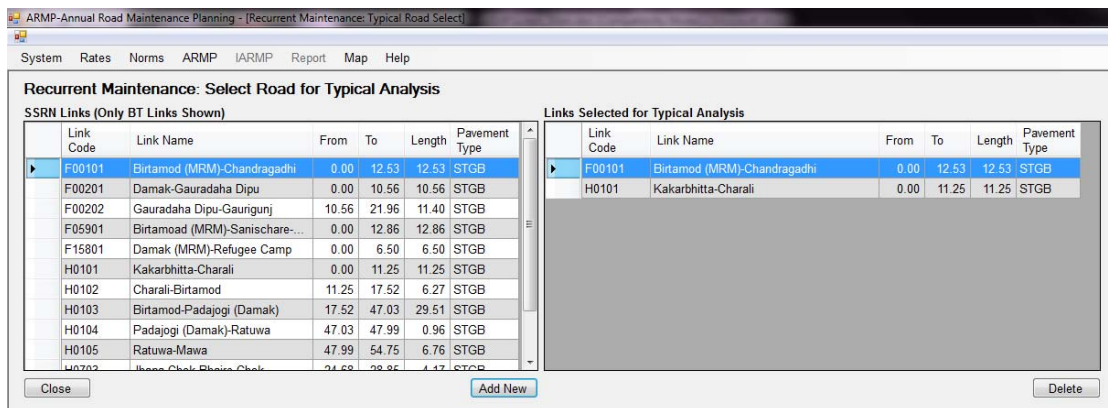 ARMP-Annual Road Maintenance Planning - [Recurrent Maintenance: Typical Road Select]
System Rates Norms ARMP IARMP Report Map Help
Recurrent Maintenance: Select Road for Typical Analysis
SSRN Links (Only BT Links Shown)
Link Code Link Name From To Length Pavement Type
F00101 Birtamod (MRM)-Chandragadhi 0.00 12.53 12.53 STGB
F00201 Damak-Gauradaha Dipu 0.00 10.56 10.56 STGB
F00202 Gauradaha Dipu-Gaurigunj 10.56 21.96 11.40 STGB
F05901 Birtamoad (MRM)-Sanischare-... 0.00 12.86 12.86 STGB
F15801 Damak (MRM)-Refugee Camp 0.00 6.50 6.50 STGB
H0101 Kakarbhitta-Charali 0.00 11.25 11.25 STGB
H0102 Charali-Birtamod 11.25 17.52 6.27 STGB
H0103 Birtamod-Padajogi (Damak) 17.52 47.03 29.51 STGB
H0104 Padajogi (Damak)-Ratuwa 47.03 47.99 0.96 STGB
H0105 Ratuwa-Mawa 47.99 54.75 6.76 STGB
Links Selected for Typical Analysis
Link Code Link Name From To Length Pavement Type
F00101 Birtamod (MRM)-Chandragadhi 0.00 12.53 12.53 STGB
H0101 Kakarbhitta-Charali 0.00 11.25 11.25 STGB
Close Add New Delete